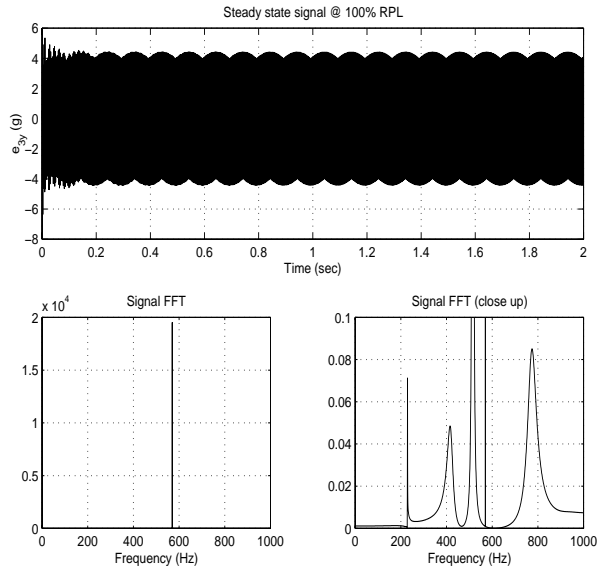 Steady state signal @ 100% RPL
6
4
2
0
−2
−4
−6
−8
e3y (g)
0 0.2 0.4 0.6 0.8 1 1.2 1.4 1.6 1.8 2
Time (sec)
Signal FFT
x 10^4
2
1.5
1
0.5
0
0 200 400 600 800 1000
Frequency (Hz)
Signal FFT (close up)
0.1
0.08
0.06
0.04
0.02
0
0 200 400 600 800 1000
Frequency (Hz)